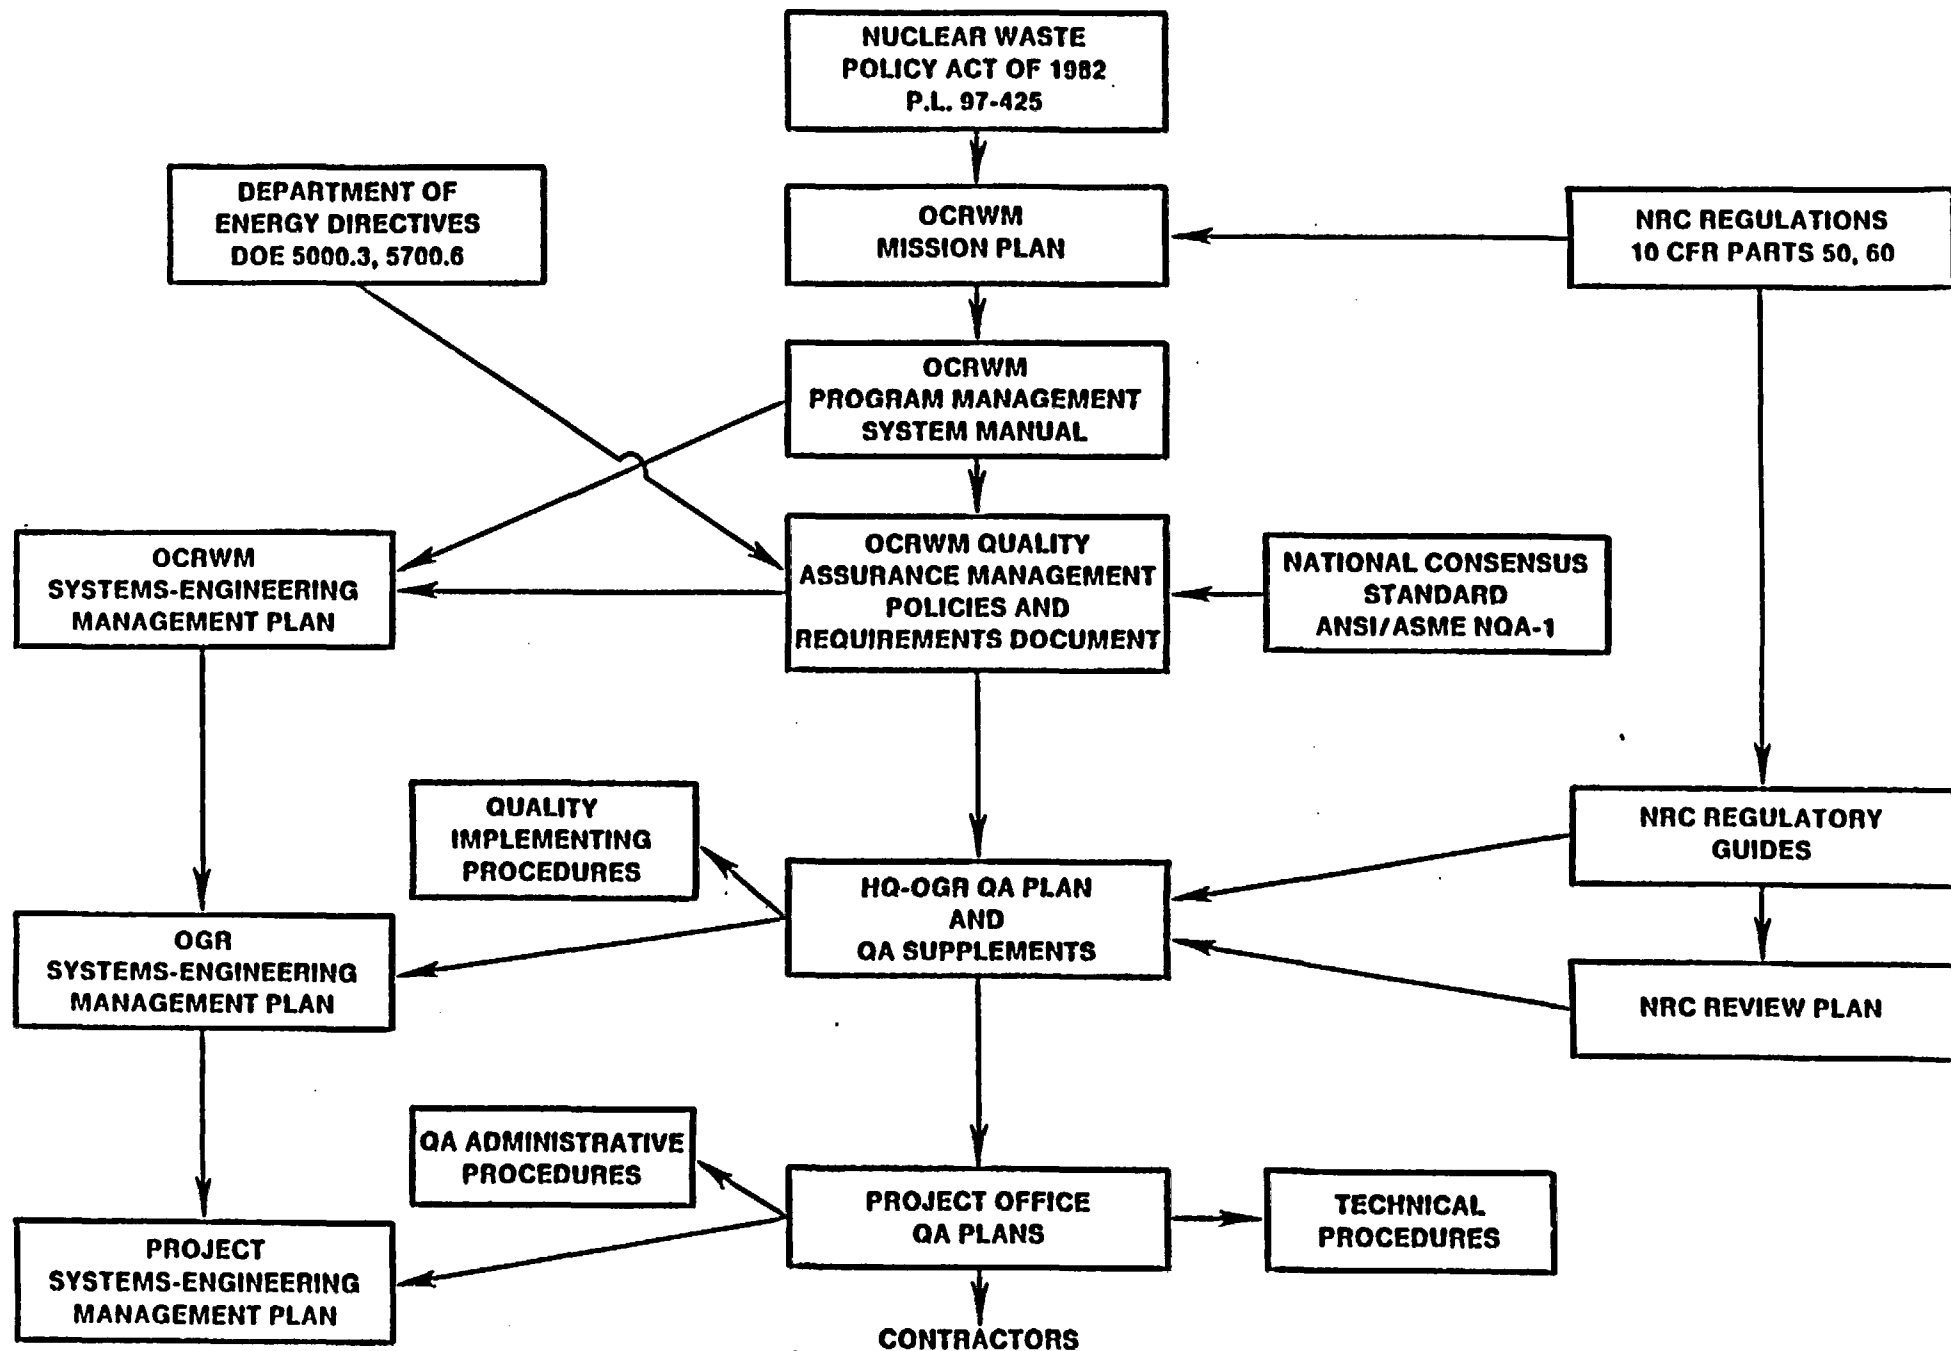 NUCLEAR WASTE
POLICY ACT OF 1982
P.L. 97-425
DEPARTMENT OF
ENERGY DIRECTIVES
DOE 5000.3, 5700.6
OCRWM
MISSION PLAN
NRC REGULATIONS
10 CFR PARTS 50, 60
OCRWM
PROGRAM MANAGEMENT
SYSTEM MANUAL
OCRWM
SYSTEMS-ENGINEERING
MANAGEMENT PLAN
OCRWM QUALITY
ASSURANCE MANAGEMENT
POLICIES AND
REQUIREMENTS DOCUMENT
NATIONAL CONSENSUS
STANDARD
ANSI/ASME NQA-1
QUALITY
IMPLEMENTING
PROCEDURES
NRC REGULATORY
GUIDES
OGR
SYSTEMS-ENGINEERING
MANAGEMENT PLAN
HQ-OGR QA PLAN
AND
QA SUPPLEMENTS
NRC REVIEW PLAN
QA ADMINISTRATIVE
PROCEDURES
PROJECT
SYSTEMS-ENGINEERING
MANAGEMENT PLAN
PROJECT OFFICE
QA PLANS
TECHNICAL
PROCEDURES
CONTRACTORS